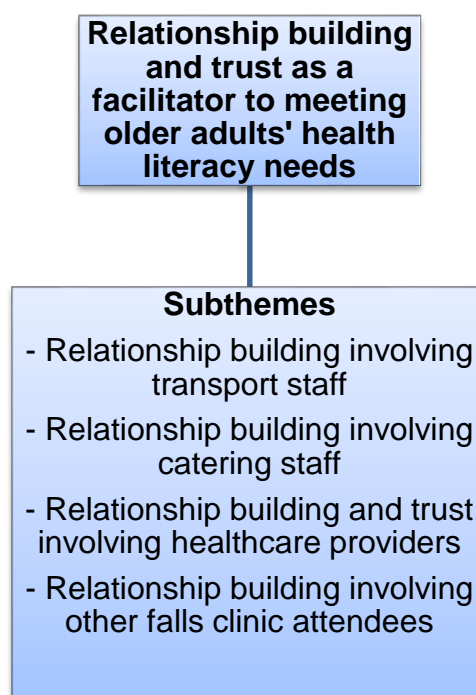 Relationship building
and trust as a
facilitator to meeting
older adults' health
literacy needs
Subthemes
- Relationship building involving
transport staff
- Relationship building involving
catering staff
- Relationship building and trust
involving healthcare providers
- Relationship building involving
other falls clinic attendees